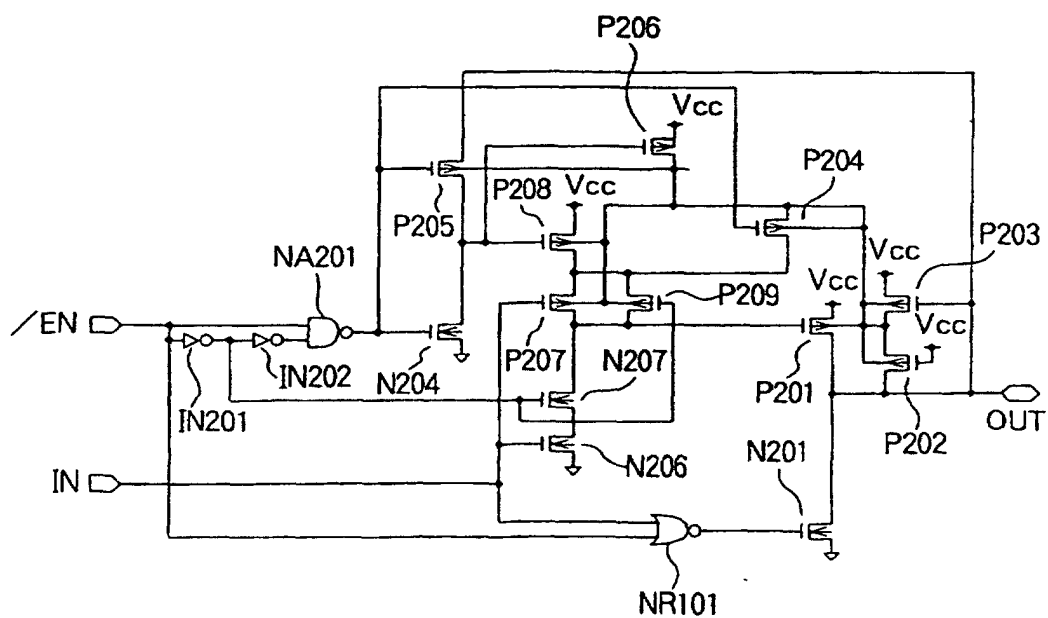 P206
Vcc
P204
P208
Vcc
P205
P203
Vcc
NA201
Vcc
P209
/EN
Vcc
P207
N207
IN202
N204
P201
IN201
OUT
P202
N201
N206
IN
NR101